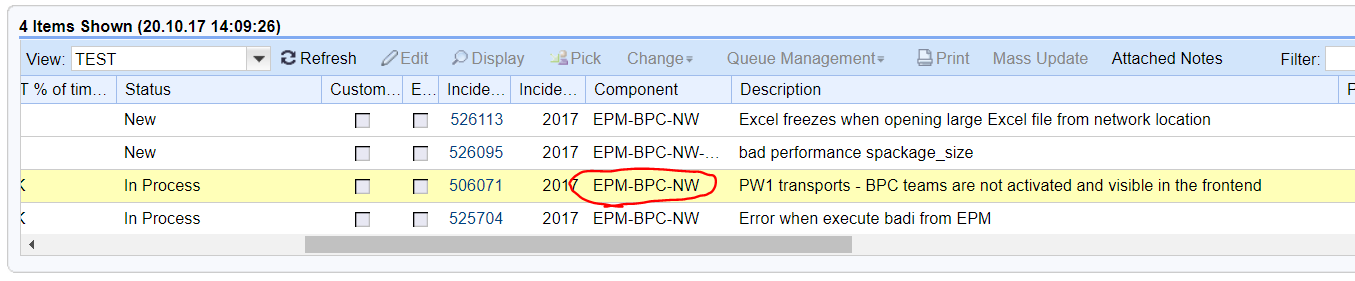 4 Items Shown (20.10.17 14:09:26)
View: TEST Refresh Edit Display Pick Change Queue Management Print Mass Update Attached Notes Filter:
T % of tim... Status Custom... E... Incide... Incide... Component Description F
New 526113 2017 EPM-BPC-NW Excel freezes when opening large Excel file from network location
New 526095 2017 EPM-BPC-NW-... bad performance spackage_size
K In Process 506071 2017 EPM-BPC-NW PW1 transports - BPC teams are not activated and visible in the frontend
K In Process 525704 2017 EPM-BPC-NW Error when execute badi from EPM